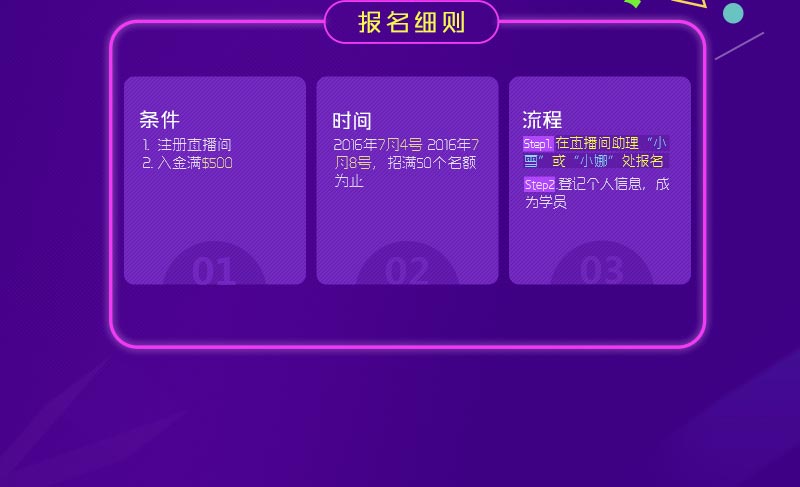 报名细则
条件
1. 注册直播间
2. 入金满$500
01
时间
2016年7月4号 2016年7
月8号，招满50个名额
为止
02
流程
Step1.在直播间助理“小
雪”或“小娜”处报名
Step2.登记个人信息，成
为学员
03